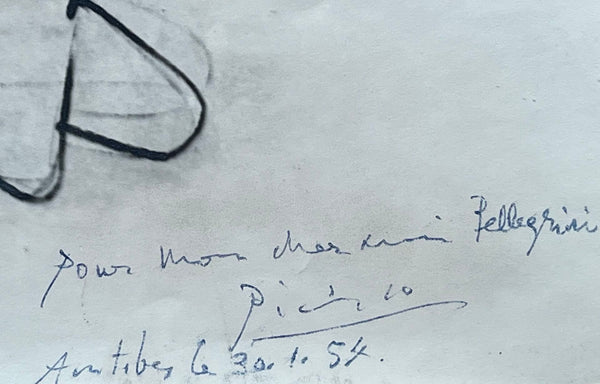 Pour mon cher ami Pellegrini
Picasso
Antibes le 30. 1. 54.